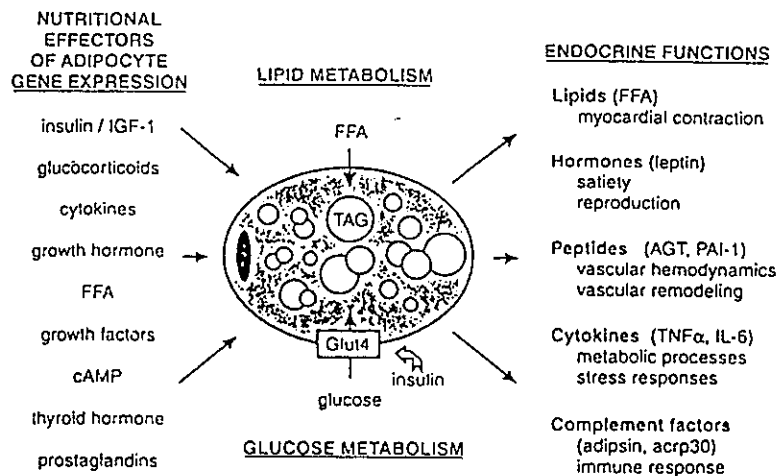 NUTRITIONAL
EFFECTORS
OF ADIPOCYTE
GENE EXPRESSION
insulin / IGF-1
glucocorticoids
cytokines
growth hormone
FFA
growth factors
cAMP
thyroid hormone
prostaglandins
LIPID METABOLISM
FFA
TAG
Glut4
insulin
glucose
GLUCOSE METABOLISM
ENDOCRINE FUNCTIONS
Lipids (FFA)
myocardial contraction
Hormones (leptin)
satiety
reproduction
Peptides (AGT, PAI-1)
vascular hemodynamics
vascular remodeling
Cytokines (TNFα, IL-6)
metabolic processes
stress responses
Complement factors
(adipsin, acrp30)
immune response